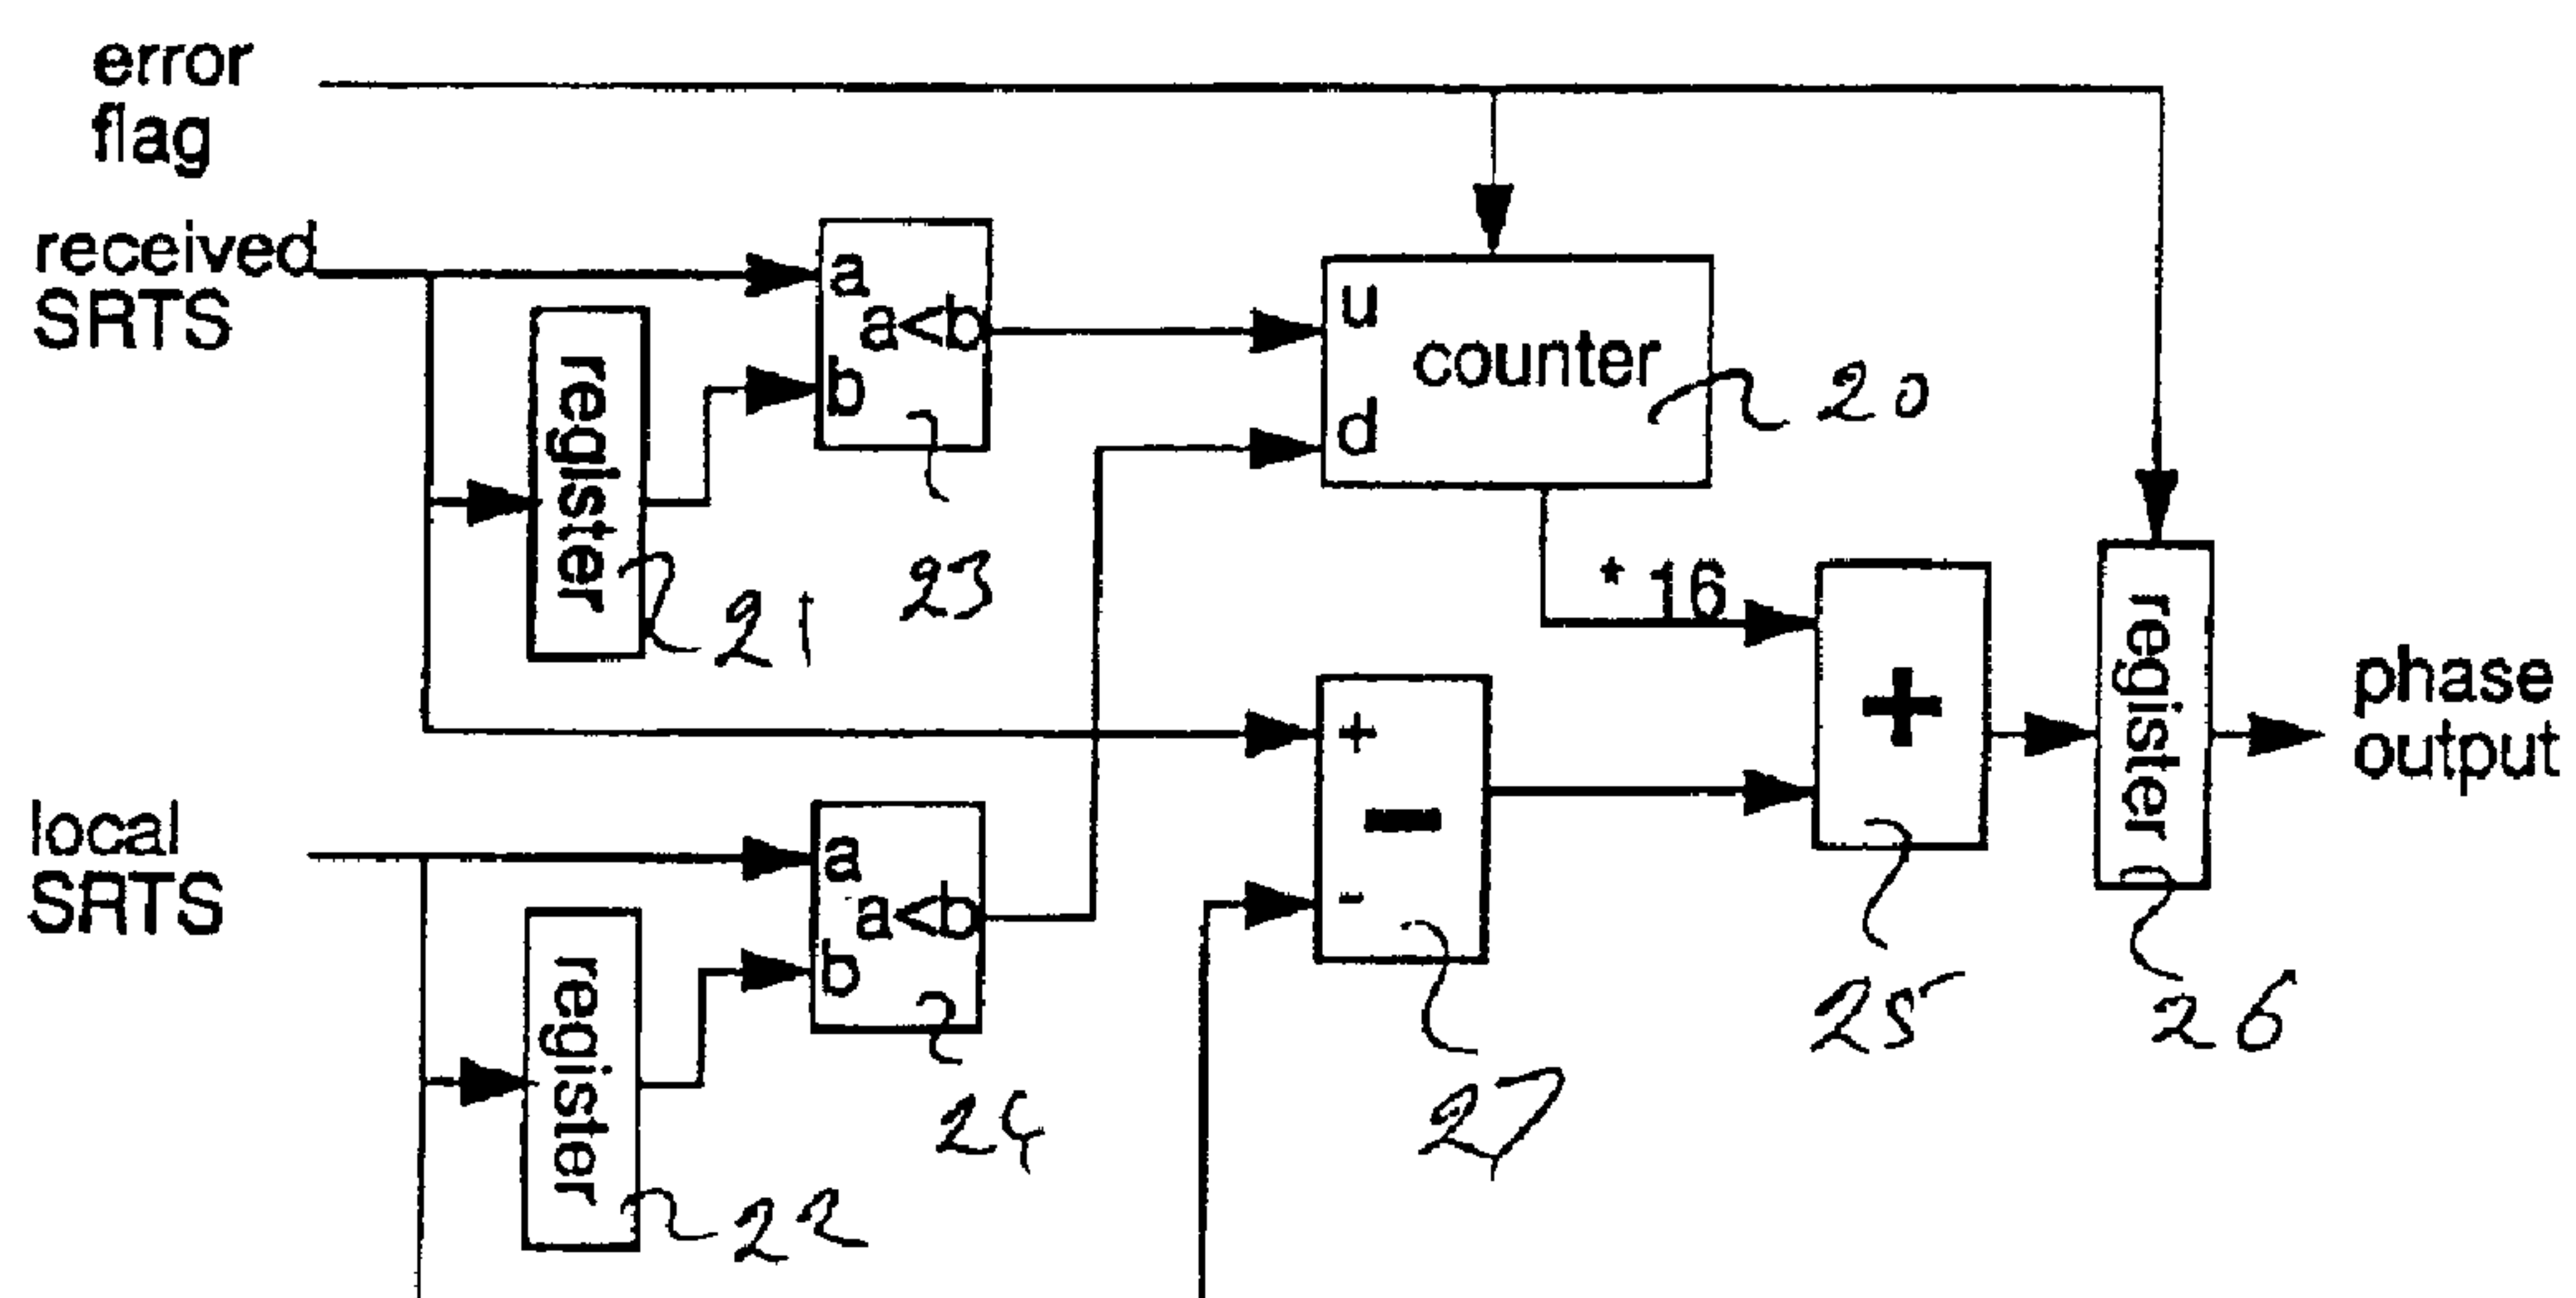 error
flag
received
SRTS
a
a<b
b
register
21
23
u
counter
d
20
* 16
+
register
phase
output
+
-
-
local
SRTS
a
a<b
b
register
22
24
27
25
26